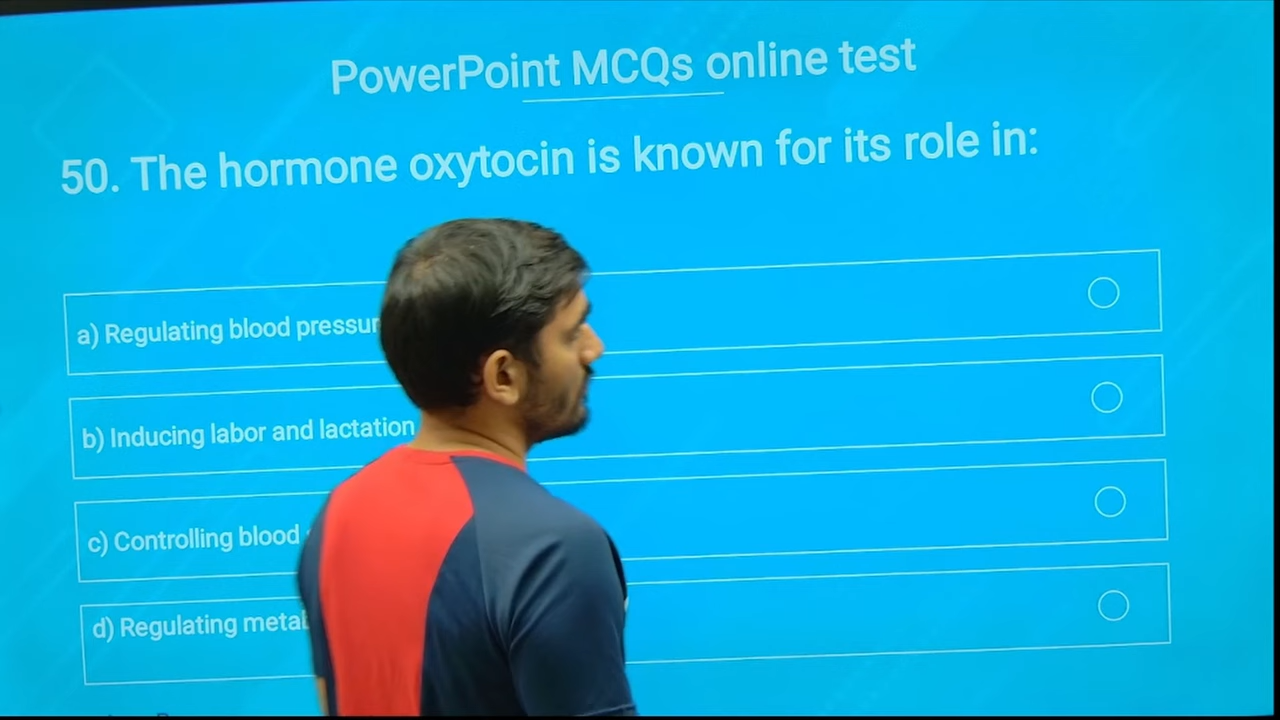 PowerPoint MCQs online test
50. The hormone oxytocin is known for its role in:
a) Regulating blood
b) Inducing labor and lactation
c) Controlling blood
d) Regulating